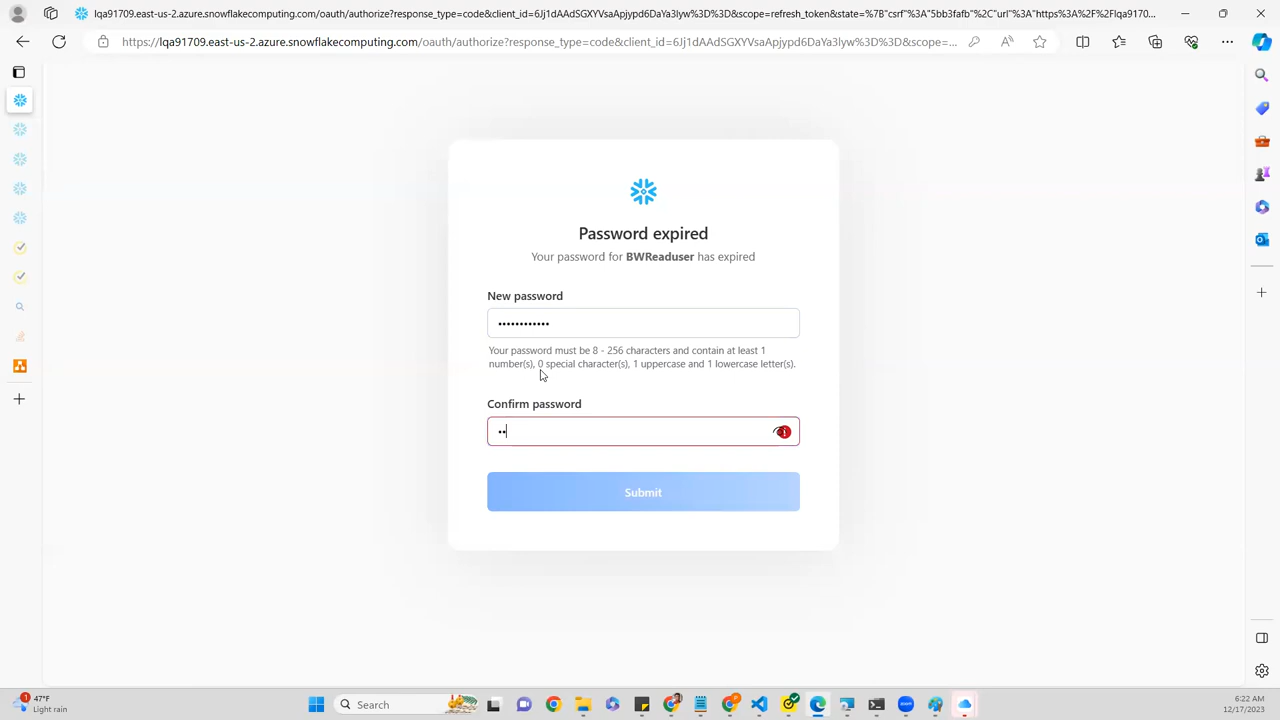 lqa91709.east-us-2.azure.snowflakecomputing.com/oauth/authorize?response_type=code&client_id=6Jj1dAAdSGXYVsaApjypd6DaYa3lyw%3D%3D&scope=refresh_token&state=%7B"csrf"%3A"5bb3fafb"%2C"url"%3A"https%3A%2F%2Flqa9170...
https://lqa91709.east-us-2.azure.snowflakecomputing.com/oauth/authorize?response_type=code&client_id=6Jj1dAAdSGXYVsaApjypd6DaYa3lyw%3D%3D&scope=...
Password expired
Your password for BWReaduser has expired
New password
••••••••••••
Your password must be 8 - 256 characters and contain at least 1
number(s), 0 special character(s), 1 uppercase and 1 lowercase letter(s).
Confirm password
••
Submit
1
47°F
Light rain
Search
zoom
6:22 AM
12/17/2023